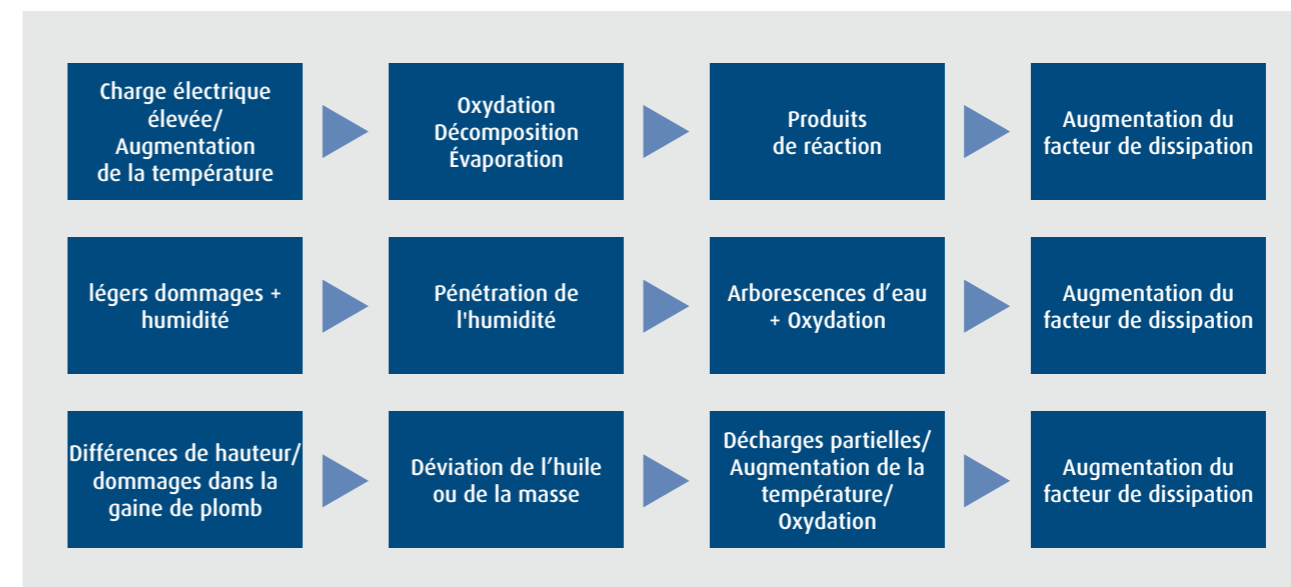 Charge électrique
élevée/
Augmentation
de la température
Oxydation
Décomposition
Évaporation
Produits
de réaction
Augmentation du
facteur de dissipation
légers dommages +
humidité
Pénétration de
l'humidité
Arborescences d’eau
+ Oxydation
Augmentation du
facteur de dissipation
Différences de hauteur/
dommages dans la
gaine de plomb
Déviation de l’huile
ou de la masse
Décharges partielles/
Augmentation de la
température/
Oxydation
Augmentation du
facteur de dissipation